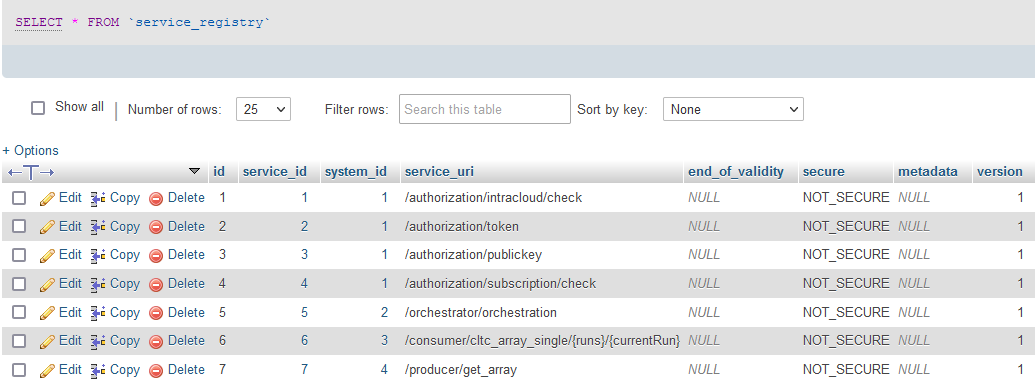 SELECT * FROM `service_registry`
Show all Number of rows: 25 Filter rows: Search this table Sort by key: None
+ Options
←T→ id service_id system_id service_uri end_of_validity secure metadata version
Edit Copy Delete 1 1 1 /authorization/intracloud/check NULL NOT_SECURE NULL 1
Edit Copy Delete 2 2 1 /authorization/token NULL NOT_SECURE NULL 1
Edit Copy Delete 3 3 1 /authorization/publickey NULL NOT_SECURE NULL 1
Edit Copy Delete 4 4 1 /authorization/subscription/check NULL NOT_SECURE NULL 1
Edit Copy Delete 5 5 2 /orchestrator/orchestration NULL NOT_SECURE NULL 1
Edit Copy Delete 6 6 3 /consumer/cltc_array_single/{runs}/{currentRun} NULL NOT_SECURE NULL 1
Edit Copy Delete 7 7 4 /producer/get_array NULL NOT_SECURE NULL 1